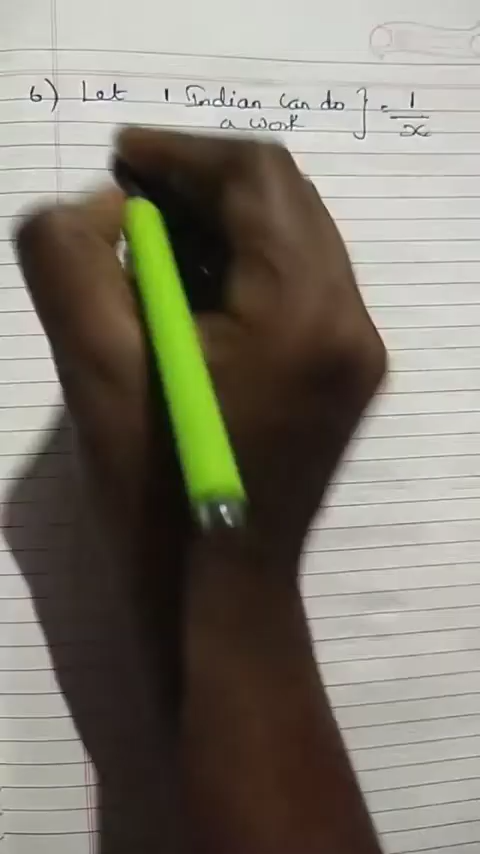 6) Let 1 Indian can do } = 1/x
a work